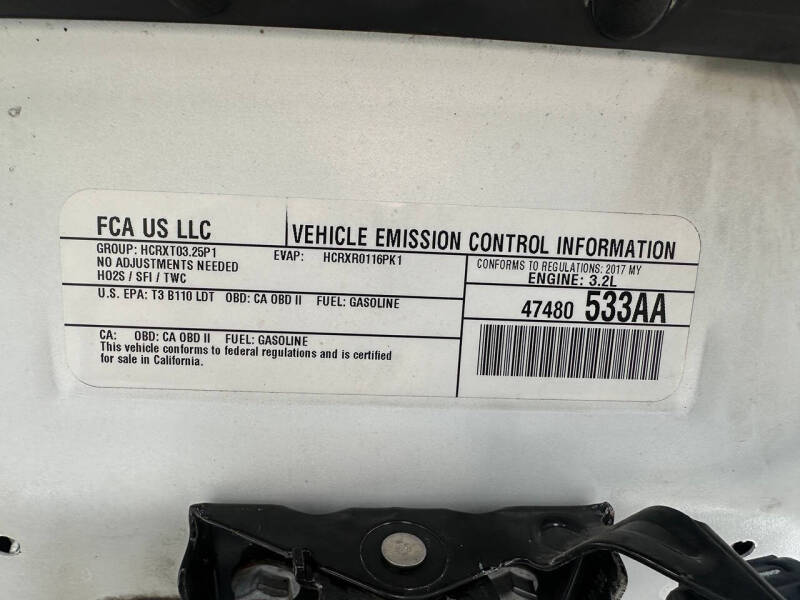 FCA US LLC
VEHICLE EMISSION CONTROL INFORMATION
GROUP: HCRXT03.25P1 EVAP: HCRXR0116PK1
NO ADJUSTMENTS NEEDED
HO2S / SFI / TWC
CONFORMS TO REGULATIONS: 2017 MY
ENGINE: 3.2L
U.S. EPA: T3 B110 LDT OBD: CA OBD II FUEL: GASOLINE
47480 533AA
CA: OBD: CA OBD II FUEL: GASOLINE
This vehicle conforms to federal regulations and is certified
for sale in California.